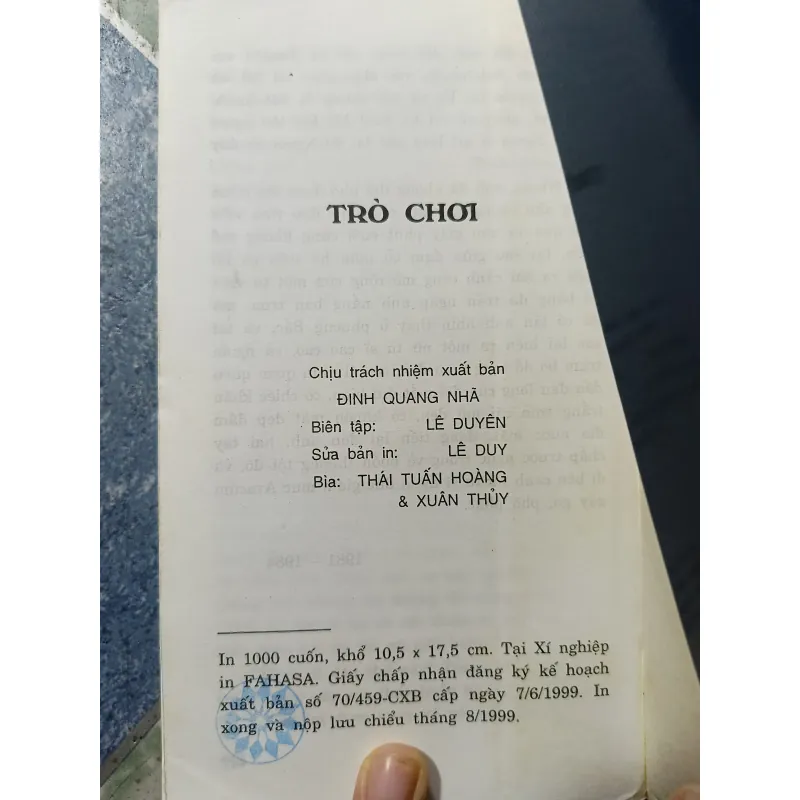 TRÒ CHƠI
Chịu trách nhiệm xuất bản
ĐINH QUANG NHÃ
Biên tập: LÊ DUYÊN
Sửa bản in: LÊ DUY
Bìa: THÁI TUẤN HOÀNG
& XUÂN THỦY
In 1000 cuốn, khổ 10,5 x 17,5 cm. Tại Xí nghiệp
in FAHASA. Giấy chấp nhận đăng ký kế hoạch
xuất bản số 70/459-CXB cấp ngày 7/6/1999. In
xong và nộp lưu chiểu tháng 8/1999.